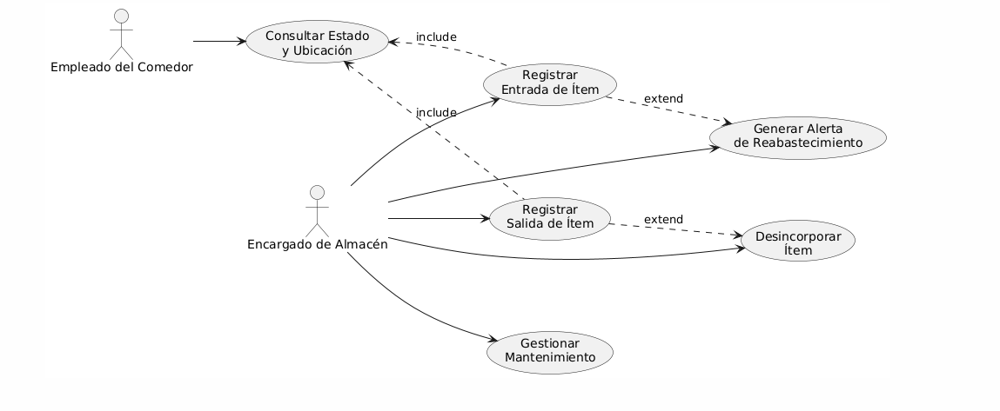 Empleado del Comedor
Consultar Estado
y Ubicación
include
Registrar
Entrada de Ítem
extend
include
Generar Alerta
de Reabastecimiento
Encargado de Almacén
Registrar
Salida de Ítem
extend
Desincorporar
Ítem
Gestionar
Mantenimiento